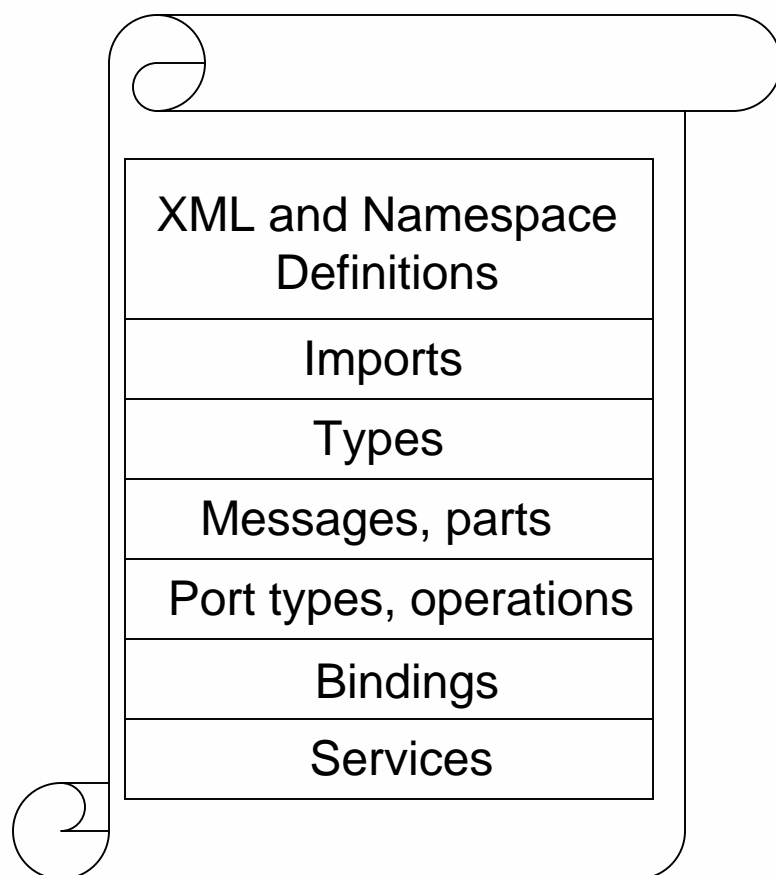 XML and Namespace
Definitions
Imports
Types
Messages, parts
Port types, operations
Bindings
Services